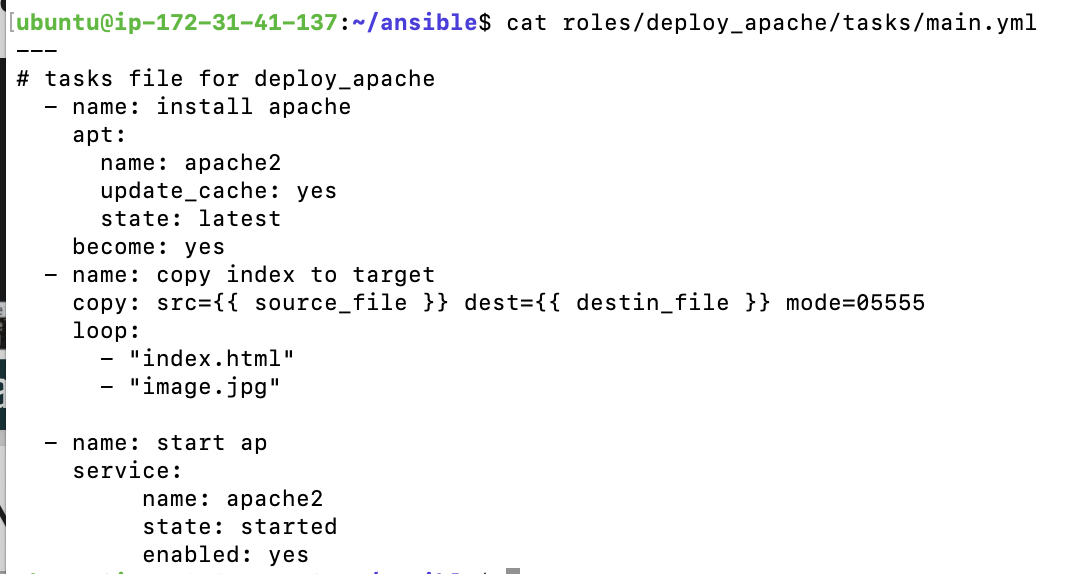 [ubuntu@ip-172-31-41-137:~/ansible$ cat roles/deploy_apache/tasks/main.yml
---
# tasks file for deploy_apache
  - name: install apache
    apt:
      name: apache2
      update_cache: yes
      state: latest
    become: yes
  - name: copy index to target
    copy: src={{ source_file }} dest={{ destin_file }} mode=05555
    loop:
      - "index.html"
      - "image.jpg"

  - name: start ap
    service:
         name: apache2
         state: started
         enabled: yes